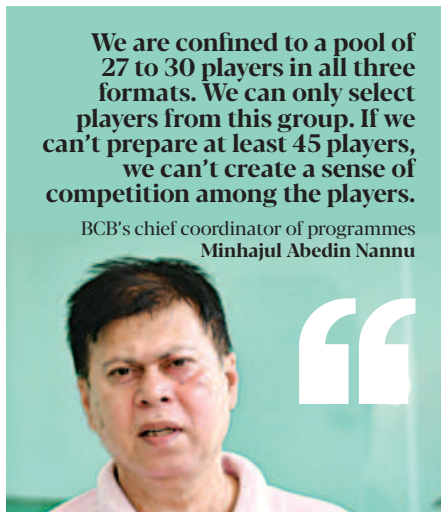 We are confined to a pool of
27 to 30 players in all three
formats. We can only select
players from this group. If we
can’t prepare at least 45 players,
we can’t create a sense of
competition among the players.
BCB’s chief coordinator of programmes
Minhajul Abedin Nannu
“